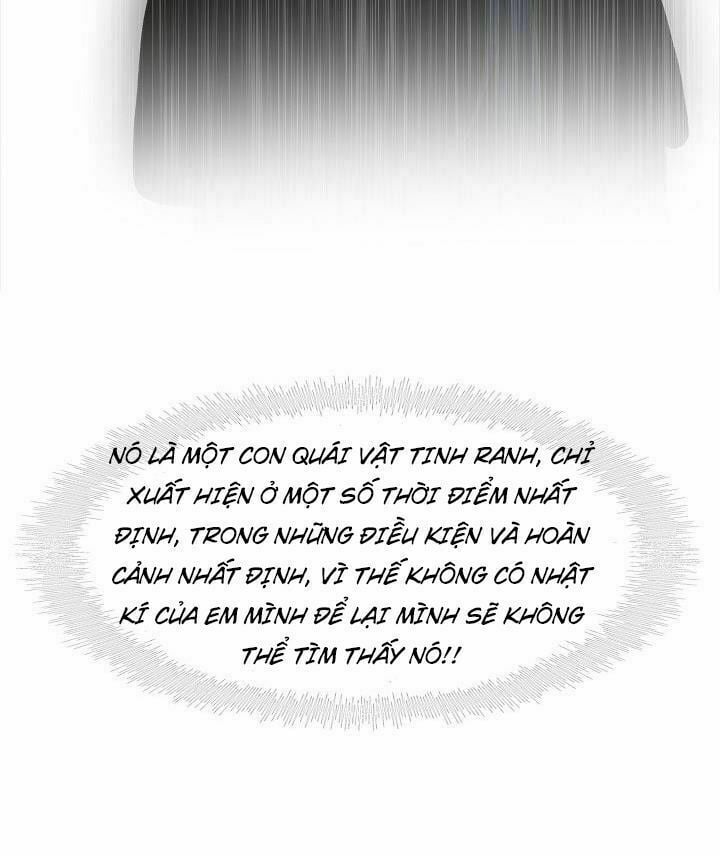 NÓ LÀ MỘT CON QUÁI VẬT TINH RANH, CHỈ
XUẤT HIỆN Ở MỘT SỐ THỜI ĐIỂM NHẤT
ĐỊNH, TRONG NHỮNG ĐIỀU KIỆN VÀ HOÀN
CẢNH NHẤT ĐỊNH, VÌ THẾ KHÔNG CÓ NHẬT
KÍ CỦA EM MÌNH ĐỂ LẠI MÌNH SẼ KHÔNG
THỂ TÌM THẤY NÓ!!